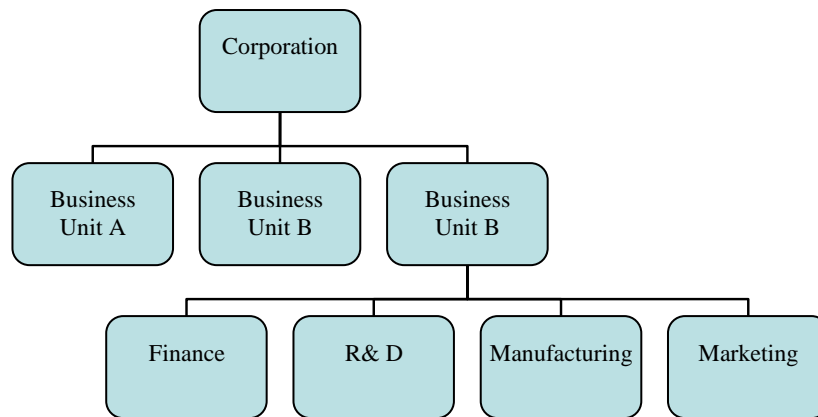 Corporation
Business
Unit A
Business
Unit B
Business
Unit B
Finance
R& D
Manufacturing
Marketing